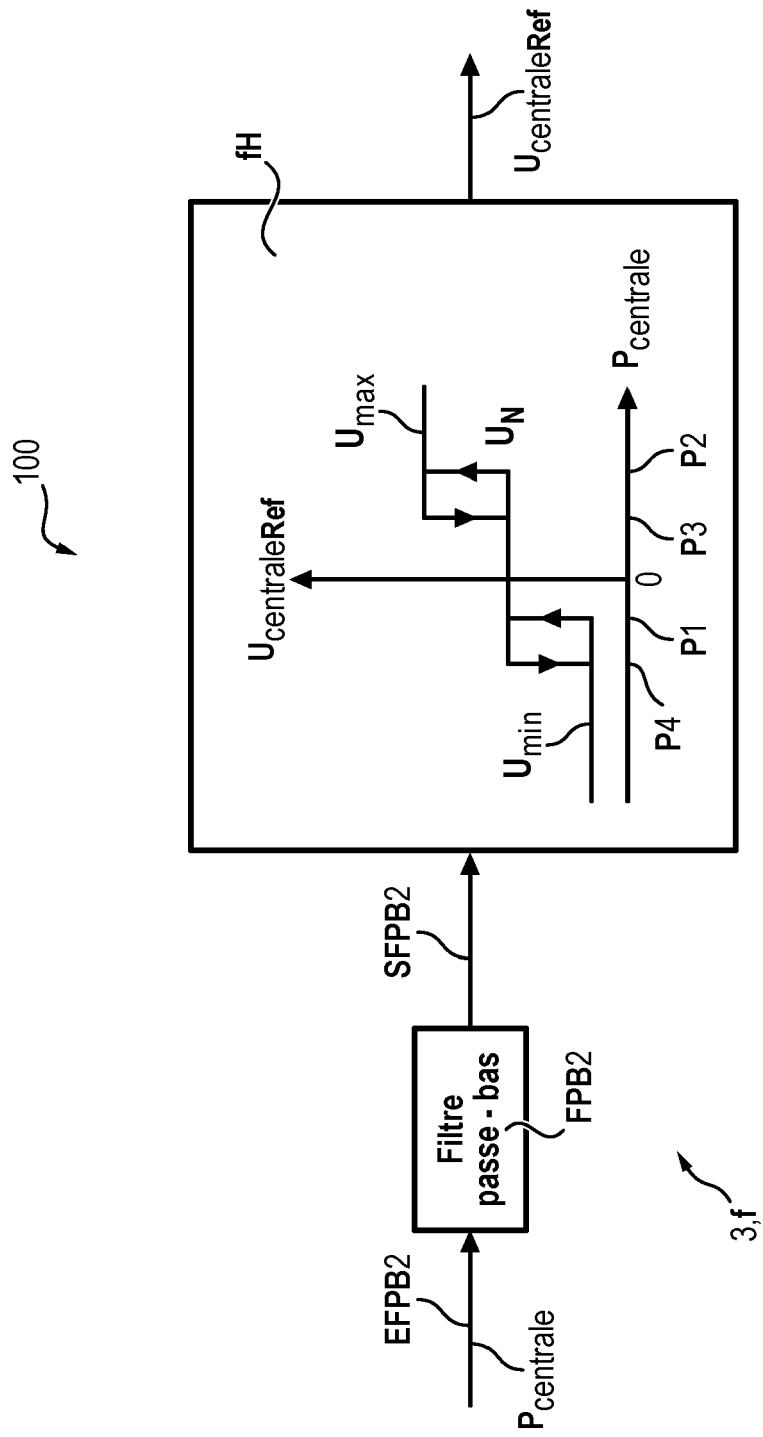 100
fH
U_centraleRef
U_max
U_N
U_min
P_centrale
P4
P1
0
P3
P2
U_centraleRef
SFPB2
Filtre
passe - bas
FPB2
EFPB2
P_centrale
3,f